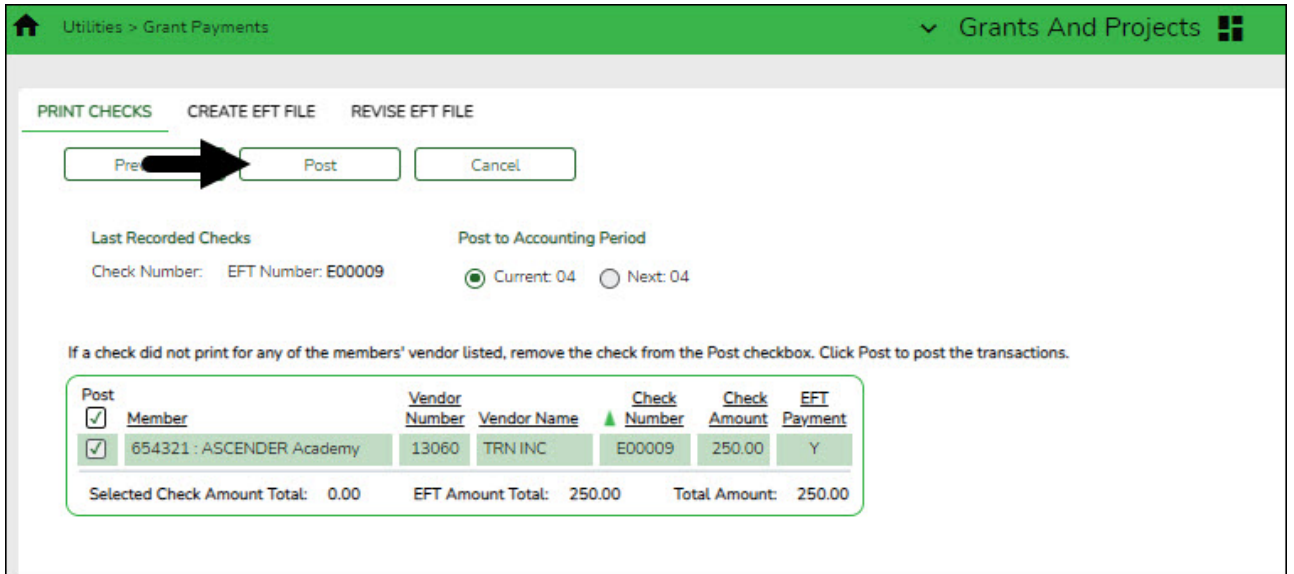 Utilities > Grant Payments
Grants And Projects
PRINT CHECKS CREATE EFT FILE REVISE EFT FILE
Post Cancel
Last Recorded Checks Post to Accounting Period
Check Number: EFT Number: E00009 Current: 04 Next: 04
If a check did not print for any of the members' vendor listed, remove the check from the Post checkbox. Click Post to post the transactions.
Post Vendor Check Check EFT
Member Number Vendor Name Number Amount Payment
654321 : ASCENDER Academy 13060 TRN INC E00009 250.00 Y
Selected Check Amount Total: 0.00 EFT Amount Total: 250.00 Total Amount: 250.00